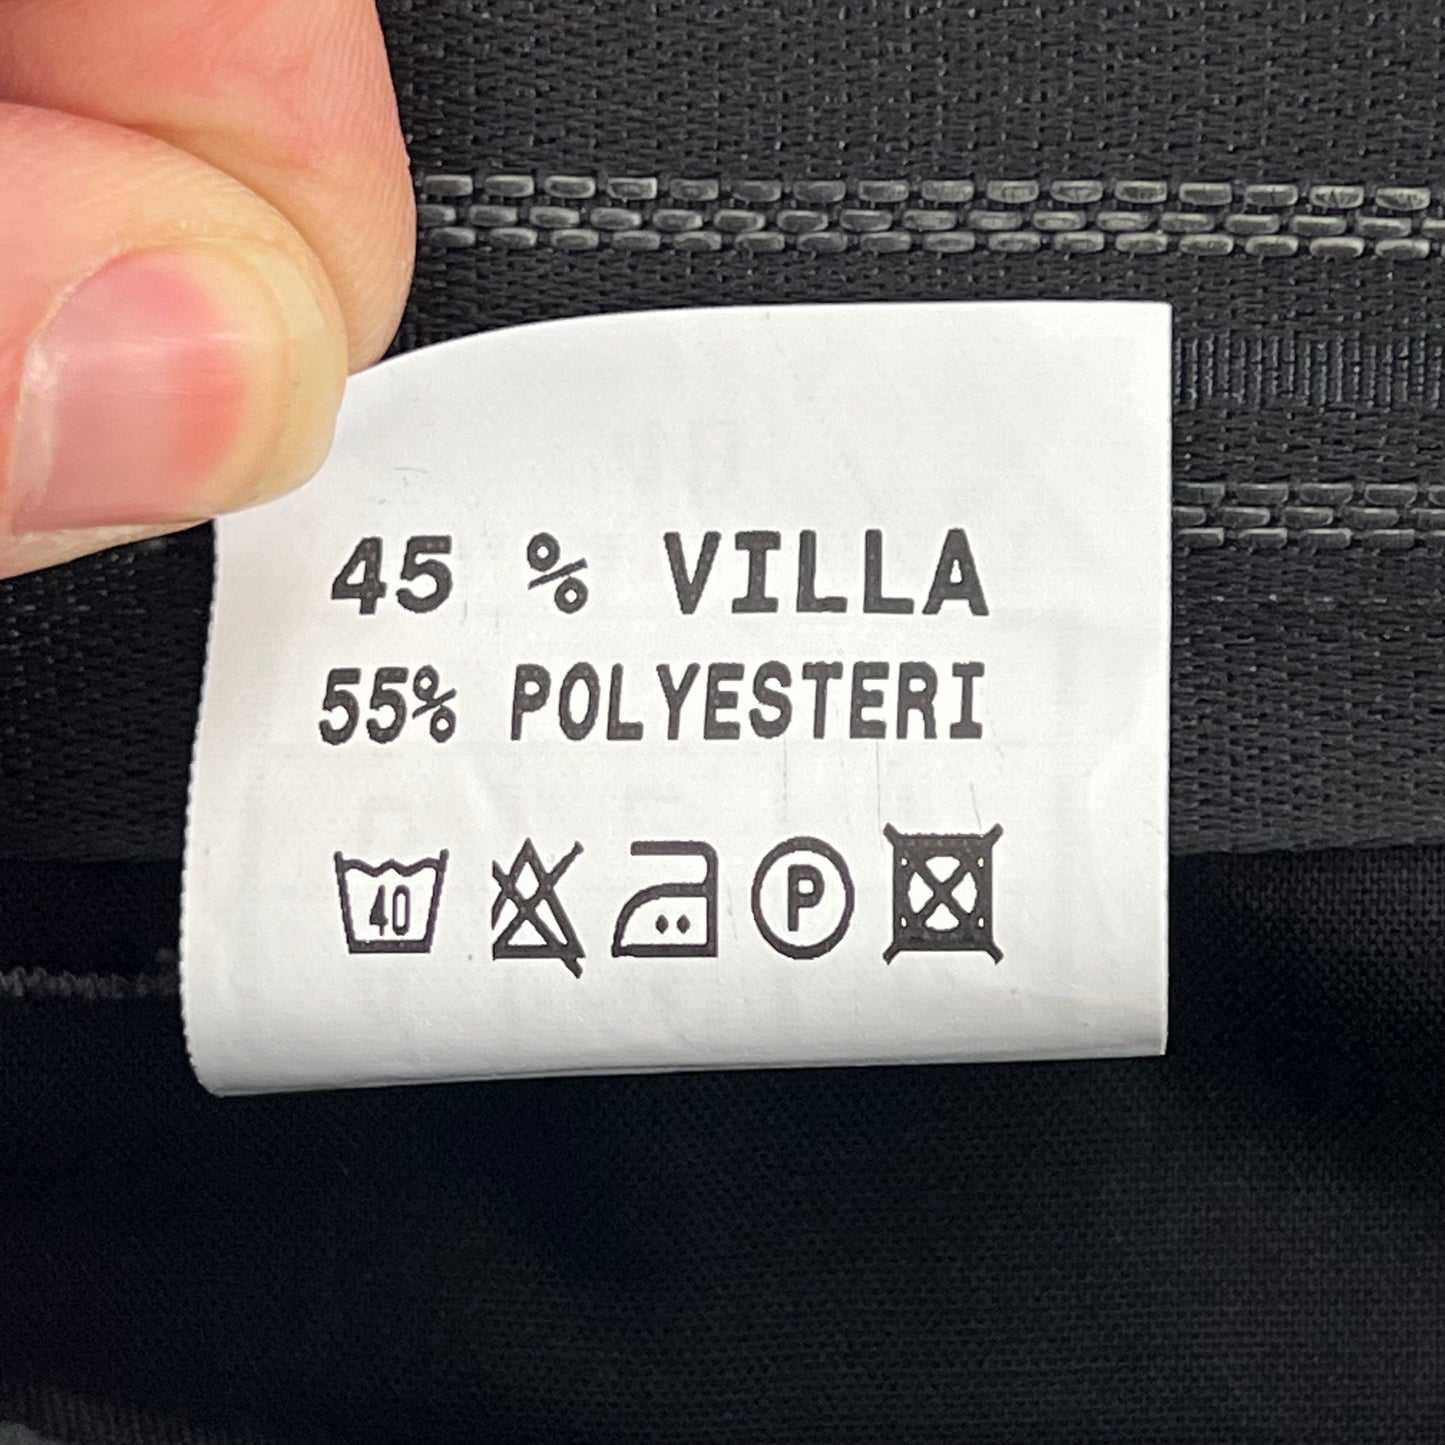 45 % VILLA
55% POLYESTERI
40 P